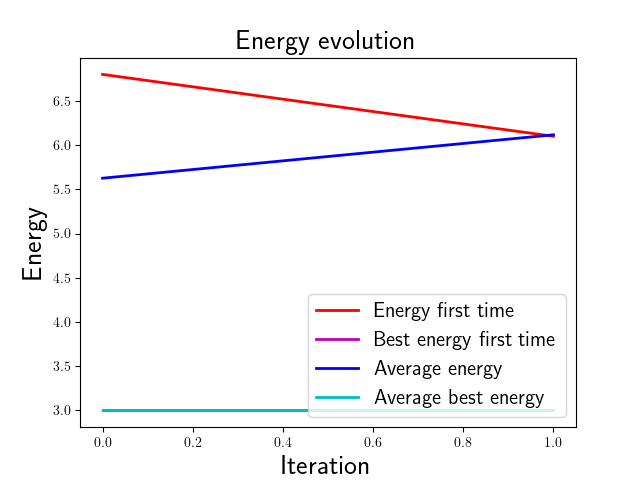 Energy evolution
Energy
6.5
6.0
5.5
5.0
4.5
4.0
3.5
3.0
Energy first time
Best energy first time
Average energy
Average best energy
0.0 0.2 0.4 0.6 0.8 1.0
Iteration